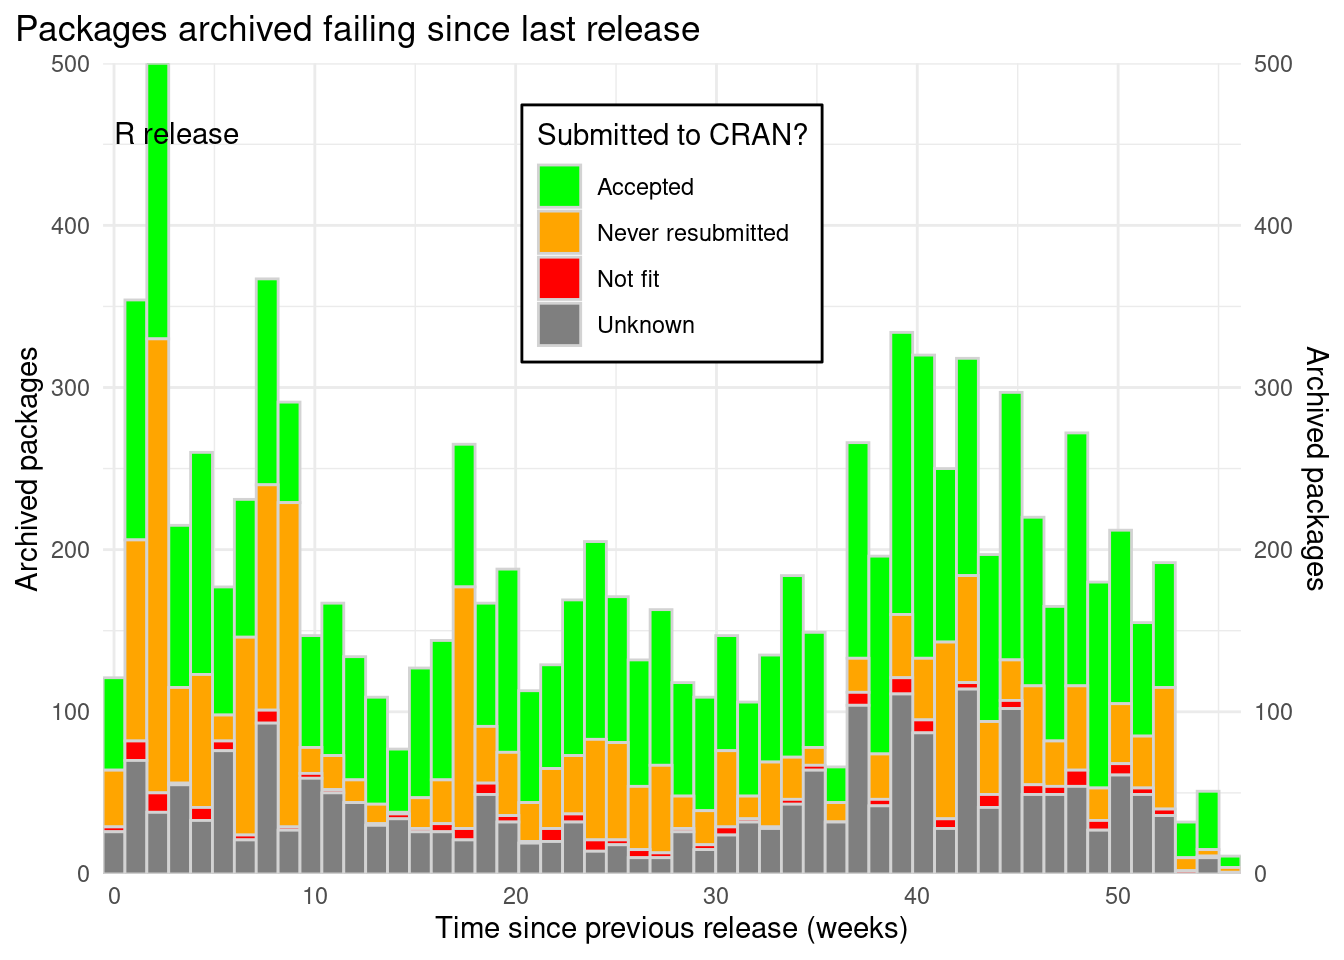 Packages archived failing since last release
500
400
300
200
100
0
Archived packages
R release
Submitted to CRAN?
Accepted
Never resubmitted
Not fit
Unknown
500
400
300
200
100
0
Archived packages
0 10 20 30 40 50
Time since previous release (weeks)